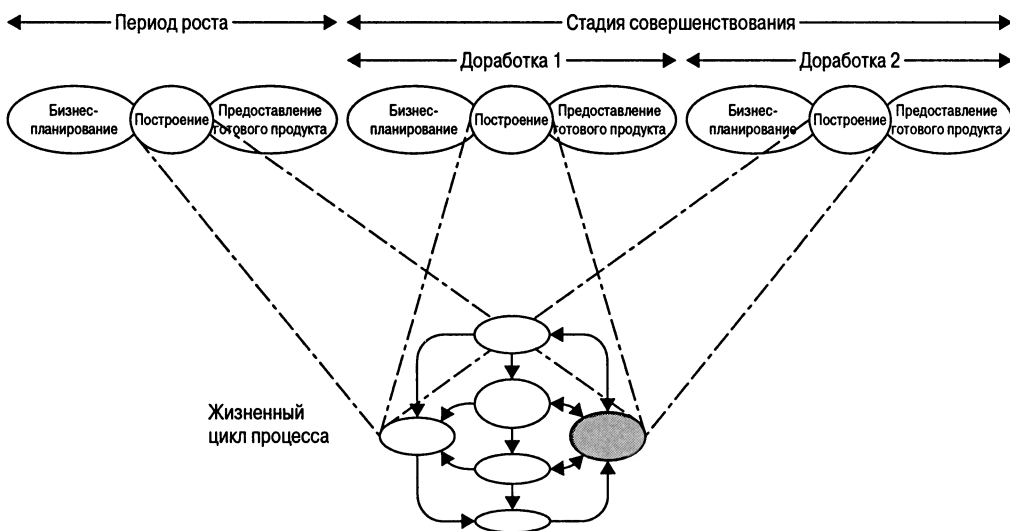 Период роста
Стадия совершенствования
Доработка 1
Доработка 2
Бизнес-
планирование
Построение
Предоставление
готового продукта
Бизнес-
планирование
Построение
Предоставление
готового продукта
Бизнес-
планирование
Построение
Предоставление
готового продукта
Жизненный
цикл процесса